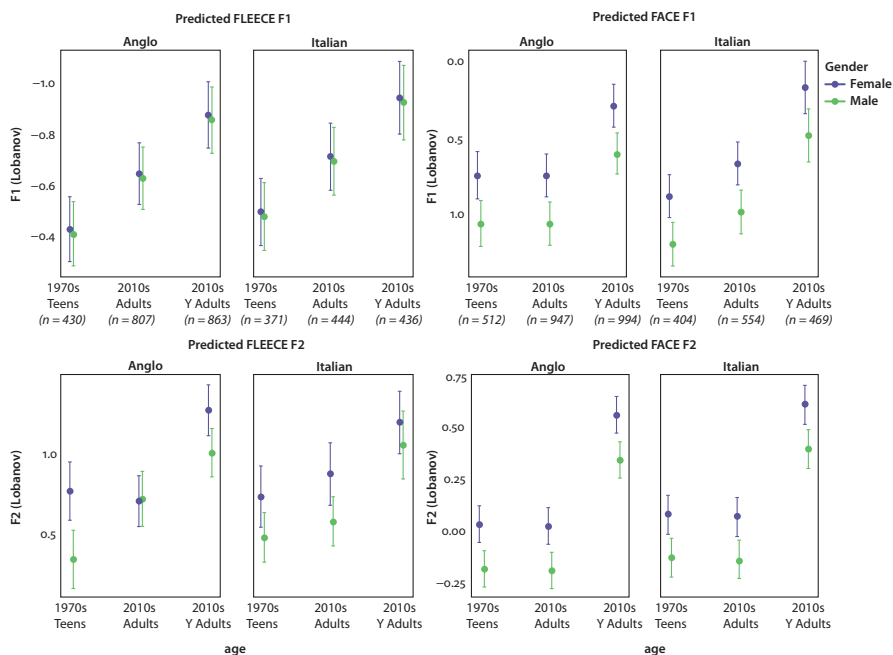 Predicted FLEECE F1
Anglo
Italian
F1 (Lobanov)
−1.0
−0.8
−0.6
−0.4
1970s
Teens
(n = 430)
2010s
Adults
(n = 807)
2010s
Y Adults
(n = 863)
1970s
Teens
(n = 371)
2010s
Adults
(n = 444)
2010s
Y Adults
(n = 436)
Predicted FACE F1
Anglo
Italian
F1 (Lobanov)
0.0
0.5
1.0
1970s
Teens
(n = 512)
2010s
Adults
(n = 947)
2010s
Y Adults
(n = 994)
1970s
Teens
(n = 404)
2010s
Adults
(n = 554)
2010s
Y Adults
(n = 469)
Gender
Female
Male
Predicted FLEECE F2
Anglo
Italian
F2 (Lobanov)
1.0
0.5
1970s
Teens
2010s
Adults
2010s
Y Adults
1970s
Teens
2010s
Adults
2010s
Y Adults
age
Predicted FACE F2
Anglo
Italian
F2 (Lobanov)
0.75
0.50
0.25
0.00
−0.25
1970s
Teens
2010s
Adults
2010s
Y Adults
1970s
Teens
2010s
Adults
2010s
Y Adults
age